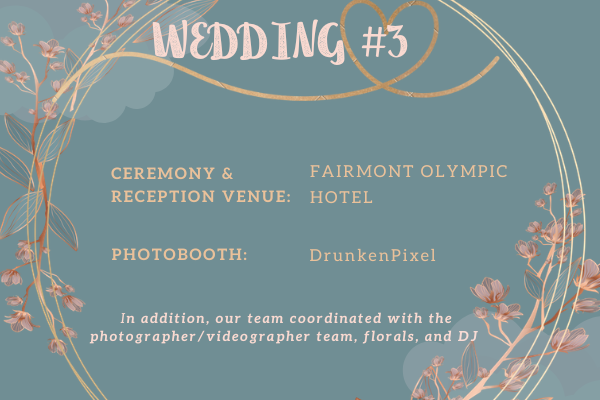 WEDDING #3
CEREMONY & RECEPTION VENUE:
FAIRMONT OLYMPIC HOTEL
PHOTOBOOTH:
DrunkenPixel
In addition, our team coordinated with the
photographer/videographer team, florals, and DJ